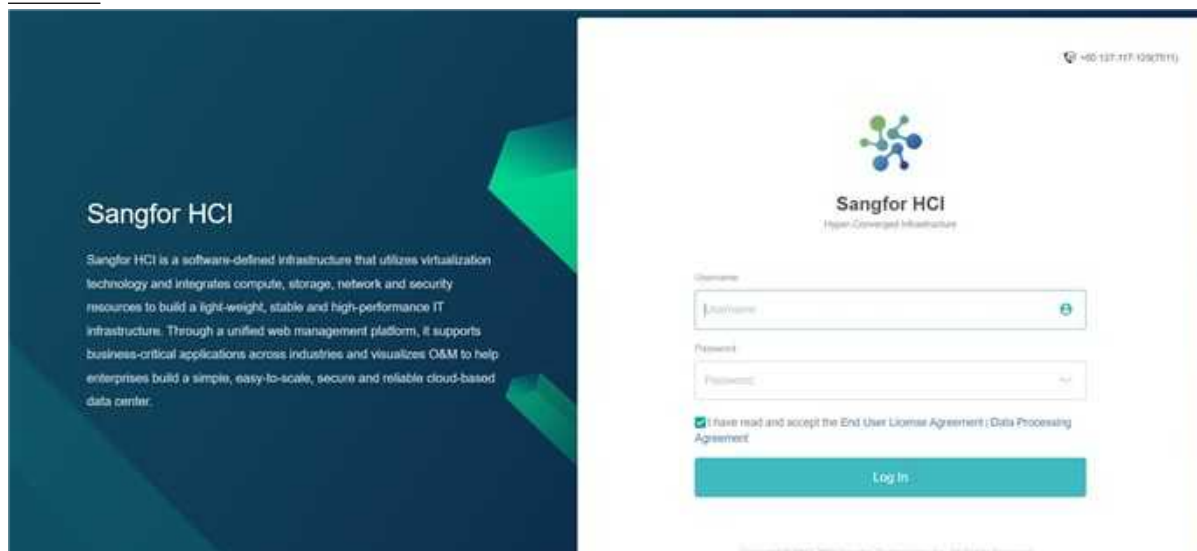 Sangfor HCI
Sangfor HCI is a software-defined infrastructure that utilizes virtualization
technology and integrates compute, storage, network and security
resources to build a light-weight, stable and high-performance IT
infrastructure. Through a unified web management platform, it supports
business-critical applications across industries and visualizes O&M to help
enterprises build a simple, easy-to-scale, secure and reliable cloud-based
data center.
Sangfor HCI
Hyper-Converged Infrastructure
Username
Username
Password
Password
I have read and accept the End User License Agreement | Data Processing
Agreement
Log In